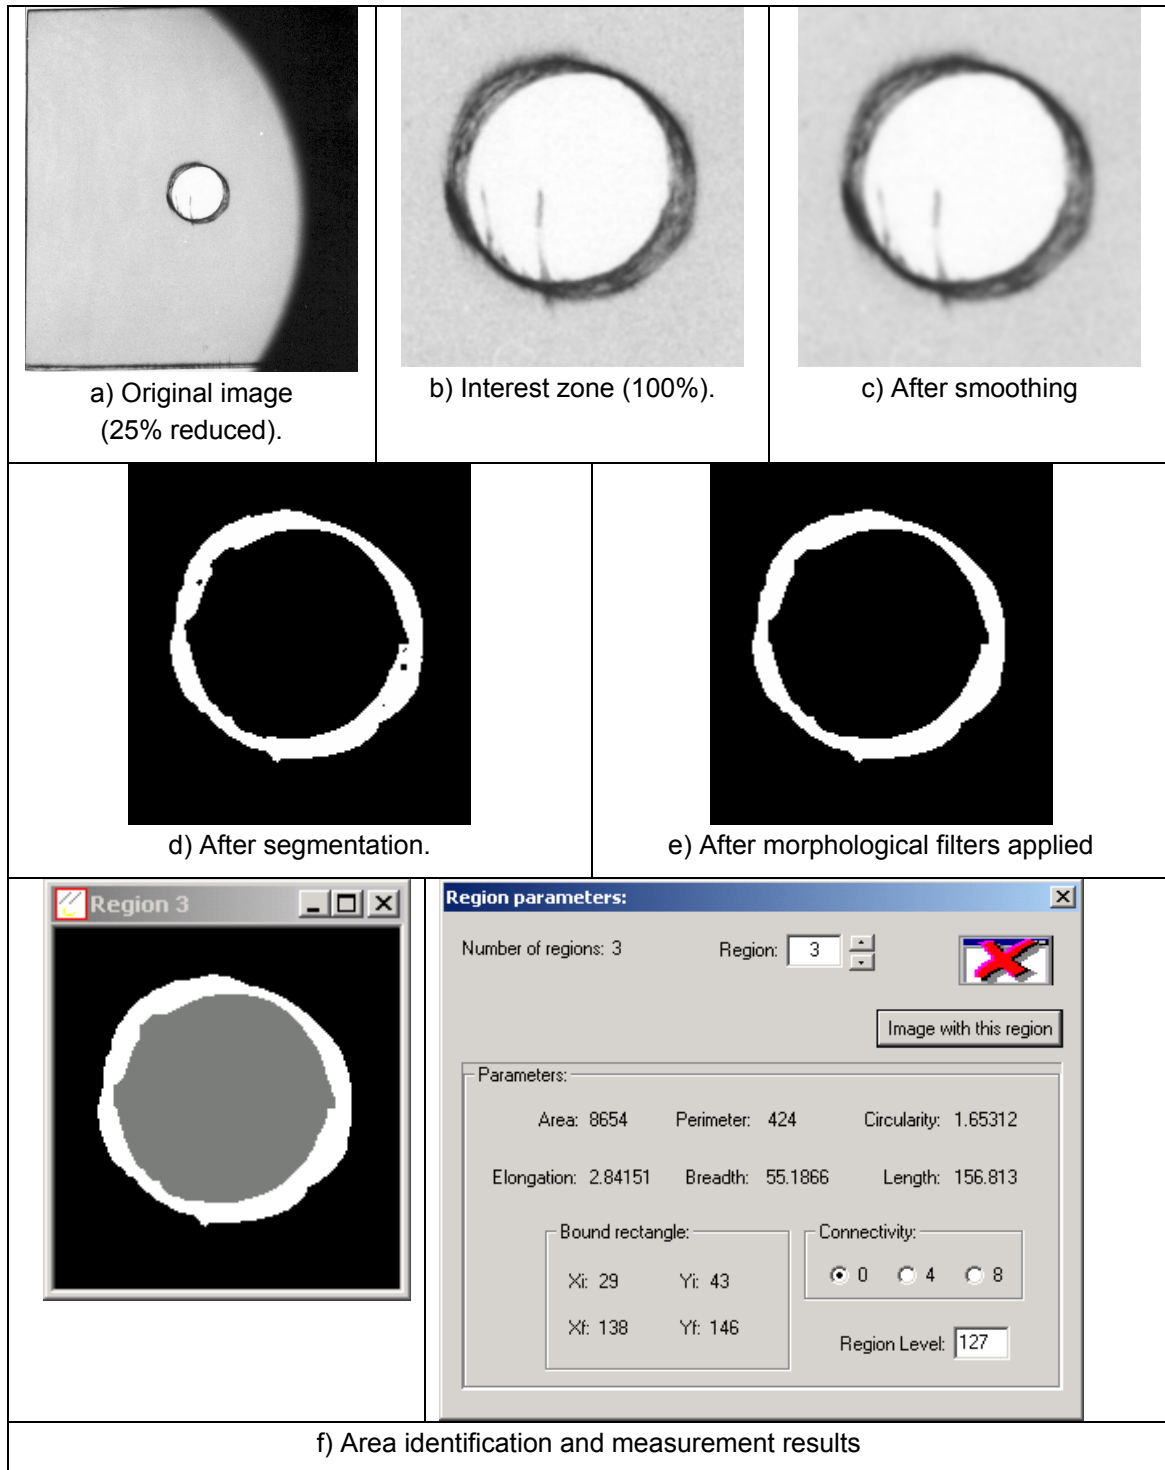 a) Original image
(25% reduced).
b) Interest zone (100%).
c) After smoothing
d) After segmentation.
e) After morphological filters applied
Region 3
Region parameters:
Number of regions: 3
Region: 3
Image with this region
Parameters:
Area: 8654 Perimeter: 424 Circularity: 1.65312
Elongation: 2.84151 Breadth: 55.1866 Length: 156.813
Bound rectangle:
Xi: 29 Yi: 43
Xf: 138 Yf: 146
Connectivity:
0 4 8
Region Level: 127
f) Area identification and measurement results